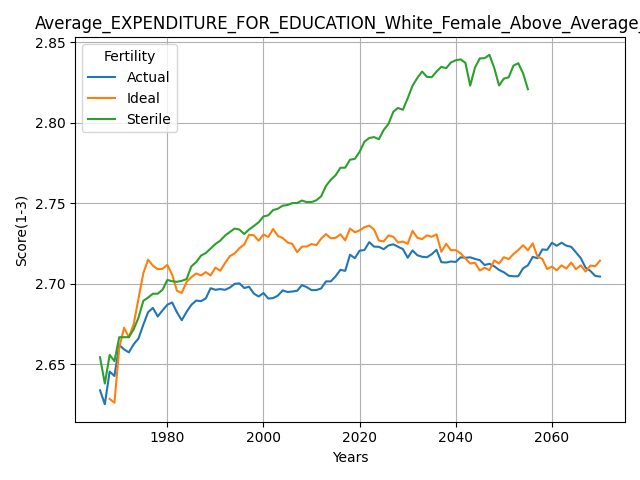 Average_EXPENDITURE_FOR_EDUCATION_White_Female_Above_Average_
Fertility
Actual
Ideal
Sterile
2.85
2.80
2.75
2.70
2.65
Score(1-3)
1980 2000 2020 2040 2060
Years